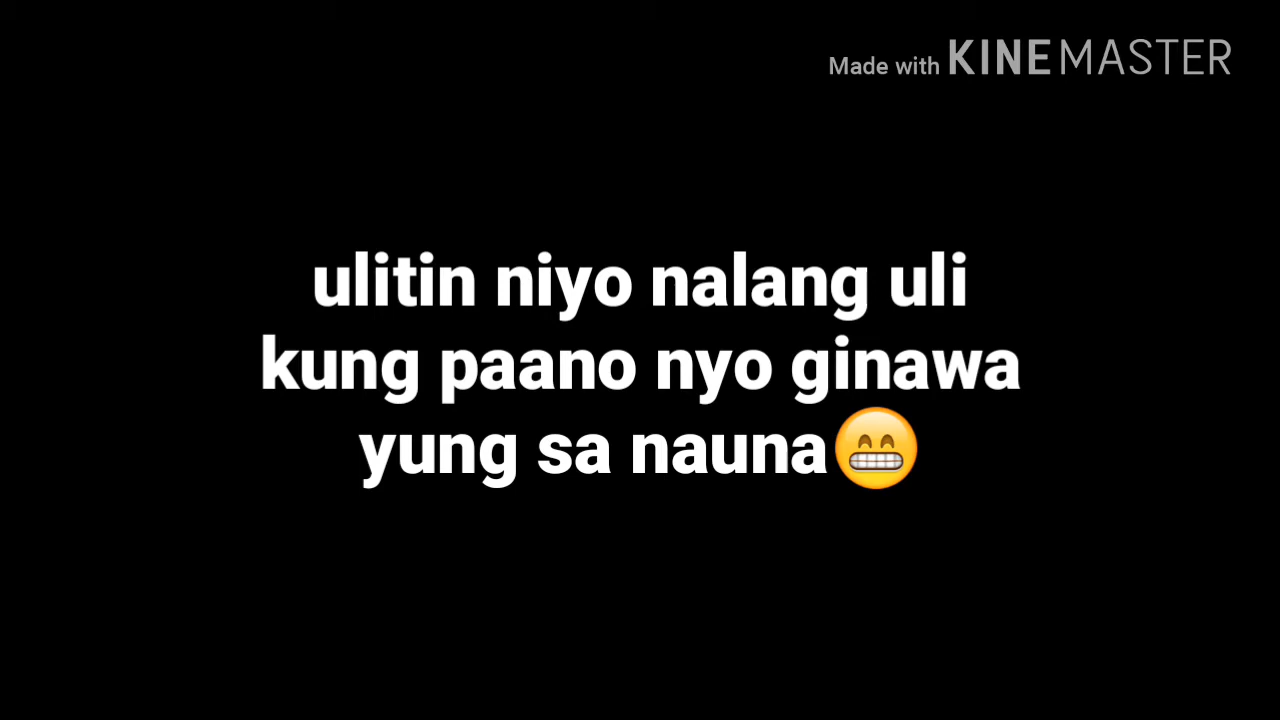 Made with KINEMASTER
ulitin niyo nalang uli
kung paano nyo ginawa
yung sa nauna😁